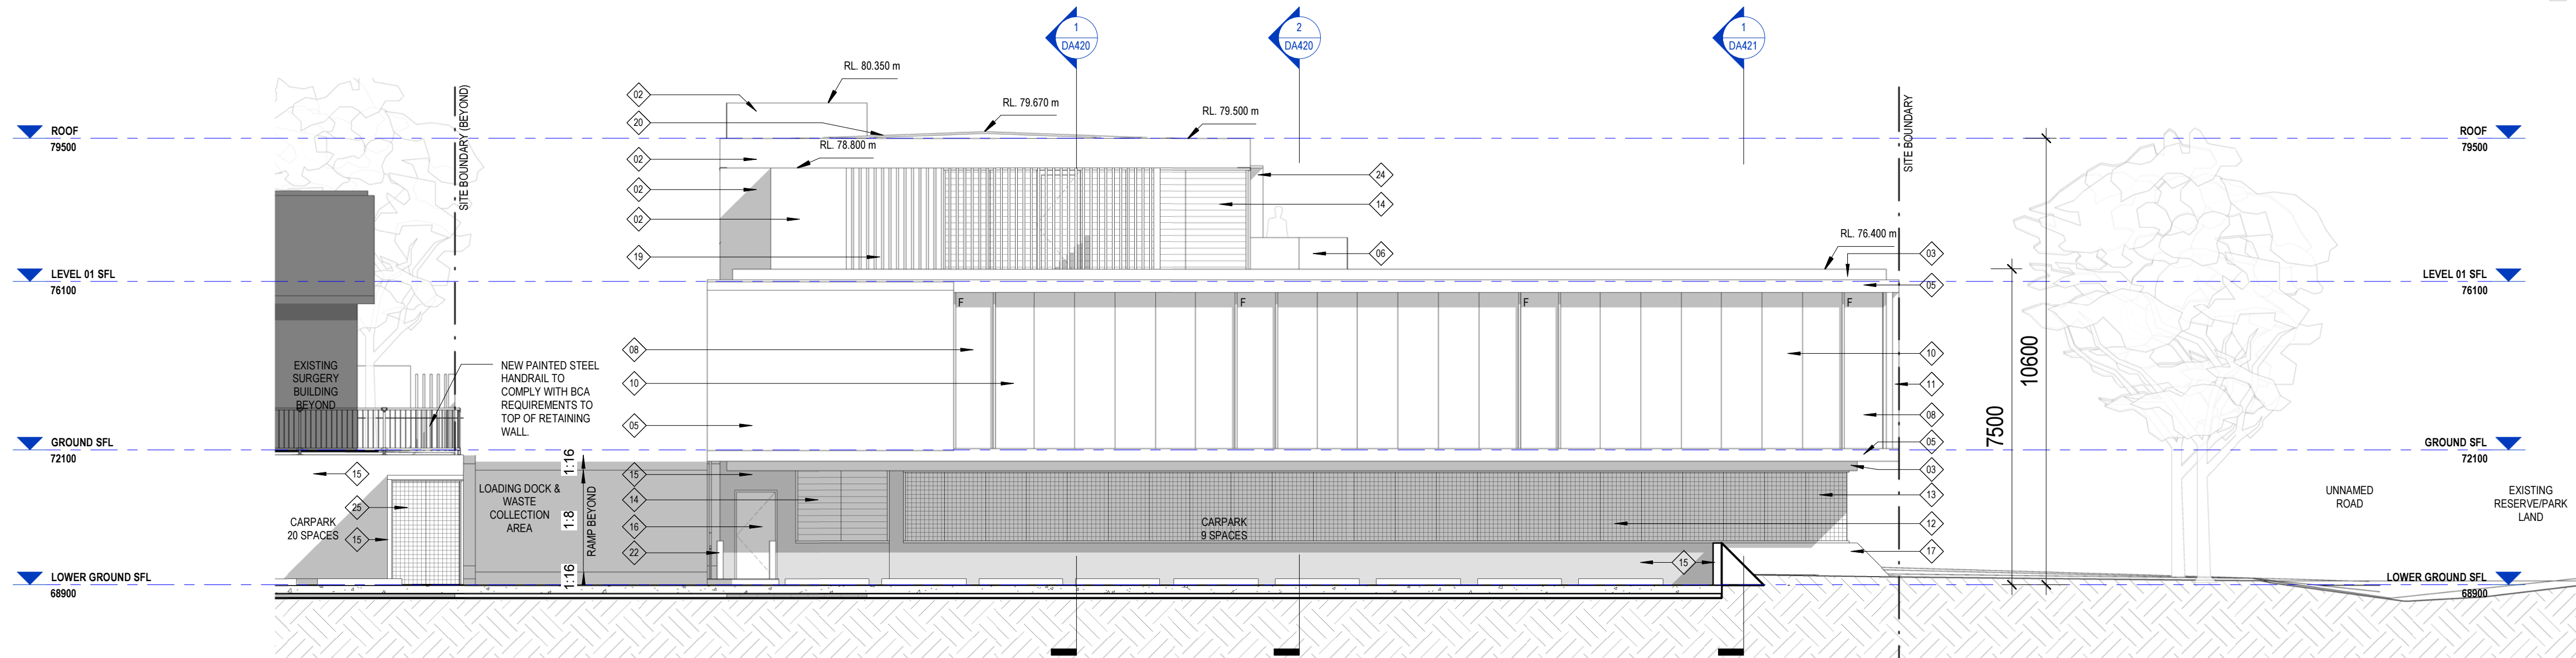 1
DA420
2
DA420
1
DA421
RL. 80.350 m
RL. 79.670 m
RL. 79.500 m
RL. 78.800 m
RL. 76.400 m
ROOF
79500
LEVEL 01 SFL
76100
GROUND SFL
72100
LOWER GROUND SFL
68900
SITE BOUNDARY (BEYOND)
EXISTING
SURGERY
BUILDING
BEYOND
NEW PAINTED STEEL
HANDRAIL TO
COMPLY WITH BCA
REQUIREMENTS TO
TOP OF RETAINING
WALL.
15
25
15
CARPARK
20 SPACES
LOADING DOCK &
WASTE
COLLECTION
AREA
1:16
1:8
1:16
RAMP BEYOND
02
20
02
02
02
19
08
10
05
15
14
16
22
F
F
F
F
CARPARK
9 SPACES
15
24
14
06
03
05
10
11
08
05
03
13
12
17
SITE BOUNDARY
7500
10600
UNNAMED
ROAD
EXISTING
RESERVE/PARK
LAND
ROOF
79500
LEVEL 01 SFL
76100
GROUND SFL
72100
LOWER GROUND SFL
68900